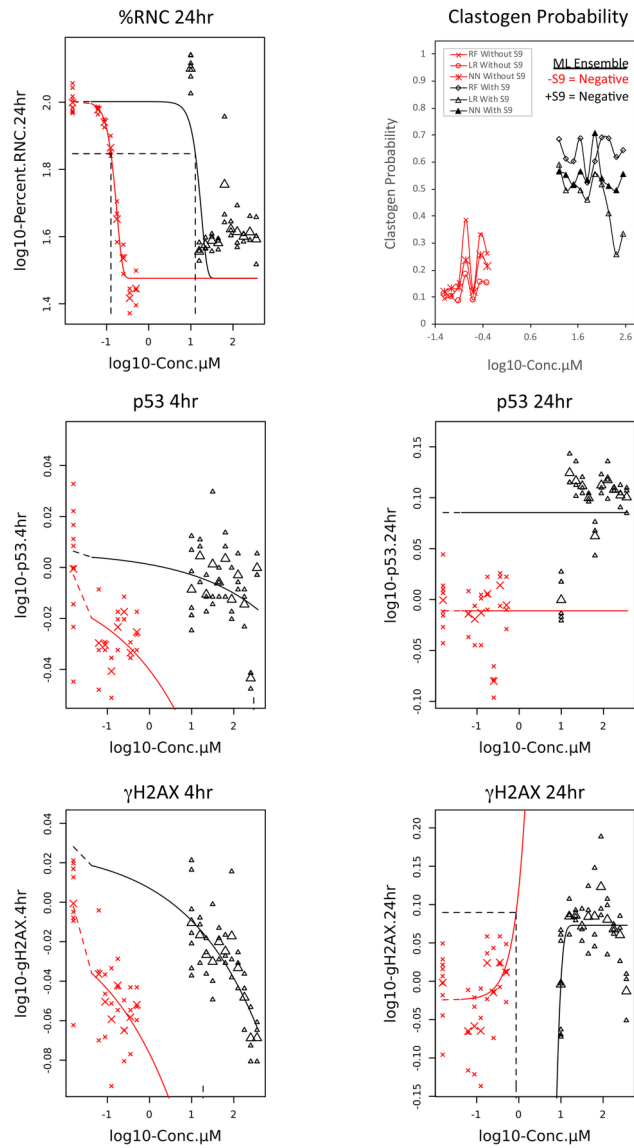 %RNC 24hr
log10-Percent.RNC.24hr
2.0
1.8
1.6
1.4
-1
0
1
2
log10-Conc.µM
Clastogen Probability
Clastogen Probability
1
0.9
0.8
0.7
0.6
0.5
0.4
0.3
0.2
0.1
0
RF Without S9
LR Without S9
NN Without S9
RF With S9
LR With S9
NN With S9
ML Ensemble
-S9 = Negative
+S9 = Negative
-1.4
-0.4
0.6
1.6
2.6
log10-Conc.µM
p53 4hr
log10-p53.4hr
0.04
0.02
0.00
-0.02
-0.04
-1
0
1
2
log10-Conc.µM
p53 24hr
log10-p53.24hr
0.15
0.10
0.05
0.00
-0.05
-0.10
-1
0
1
2
log10-Conc.µM
γH2AX 4hr
log10-gH2AX.4hr
0.04
0.02
0.00
-0.02
-0.04
-0.06
-0.08
-1
0
1
2
log10-Conc.µM
γH2AX 24hr
log10-gH2AX.24hr
0.20
0.15
0.10
0.05
0.00
-0.05
-0.10
-0.15
-1
0
1
2
log10-Conc.µM